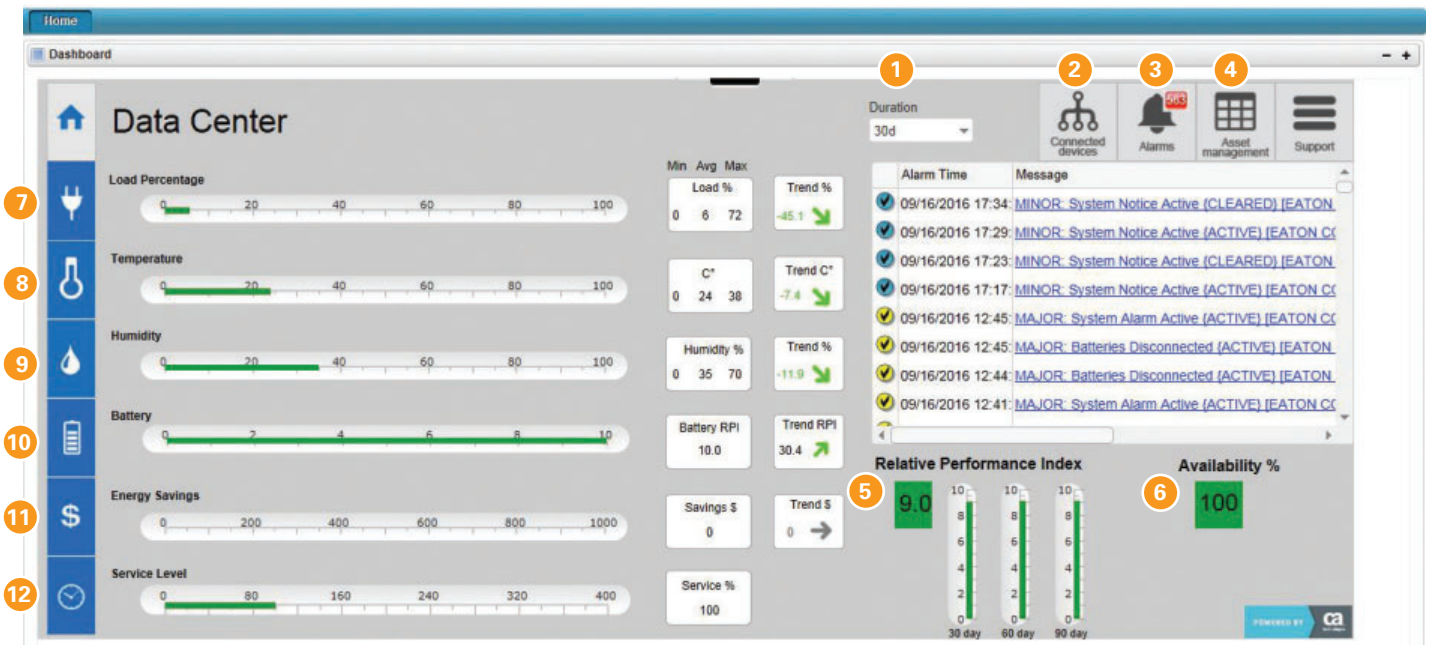 Home
Dashboard
- +
1
2
3
4
Data Center
Duration
30d
Connected devices
Alarms
Asset management
Support
Min Avg Max
7
Load Percentage
0 20 40 60 80 100
Load %
0 6 72
Trend %
-45.1
8
Temperature
0 20 40 60 80 100
C°
0 24 38
Trend C°
-7.4
9
Humidity
0 20 40 60 80 100
Humidity %
0 35 70
Trend %
-11.9
10
Battery
0 2 4 6 8 10
Battery RPI
10.0
Trend RPI
30.4
11
$
Energy Savings
0 200 400 600 800 1000
Savings $
0
Trend $
0
12
Service Level
0 80 160 240 320 400
Service %
100
Alarm Time Message
09/16/2016 17:34: MINOR: System Notice Active {CLEARED} [EATON
09/16/2016 17:29: MINOR: System Notice Active {ACTIVE} [EATON CO
09/16/2016 17:23: MINOR: System Notice Active {CLEARED} [EATON
09/16/2016 17:17: MINOR: System Notice Active {ACTIVE} [EATON CO
09/16/2016 12:45: MAJOR: System Alarm Active {ACTIVE} [EATON CO
09/16/2016 12:45: MAJOR: Batteries Disconnected {ACTIVE} [EATON
09/16/2016 12:44: MAJOR: Batteries Disconnected {ACTIVE} [EATON
09/16/2016 12:41: MAJOR: System Alarm Active {ACTIVE} [EATON CO
Relative Performance Index
5
9.0
10 8 6 4 2 0
30 day
10 8 6 4 2 0
60 day
10 8 6 4 2 0
90 day
Availability %
6
100
POWERED BY
ca